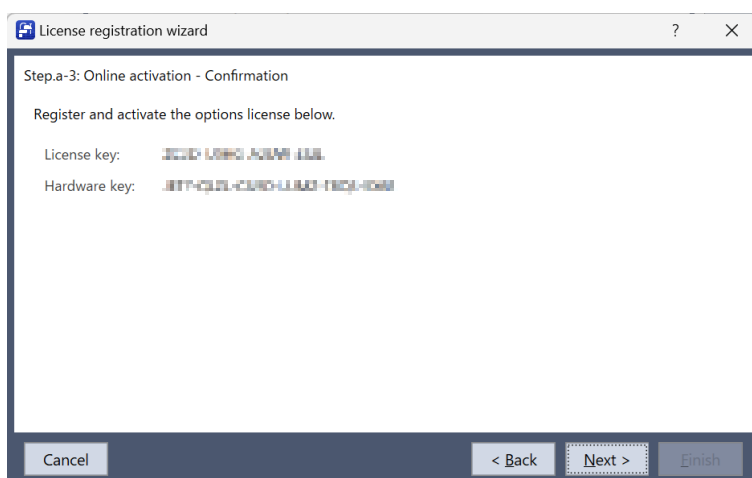 License registration wizard ?
Step.a-3: Online activation - Confirmation
Register and activate the options license below.
License key:
Hardware key:
Cancel < Back Next > Finish